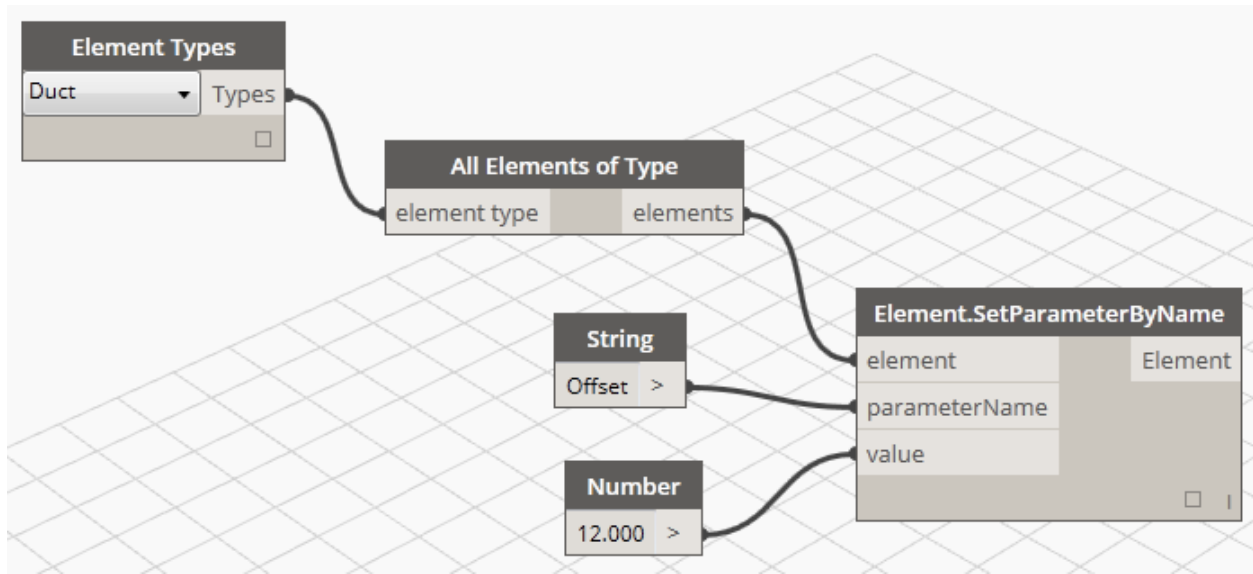 Element Types
Duct Types
All Elements of Type
element type elements
Element.SetParameterByName
String
element Element
Offset >
parameterName
value
Number
12.000 >